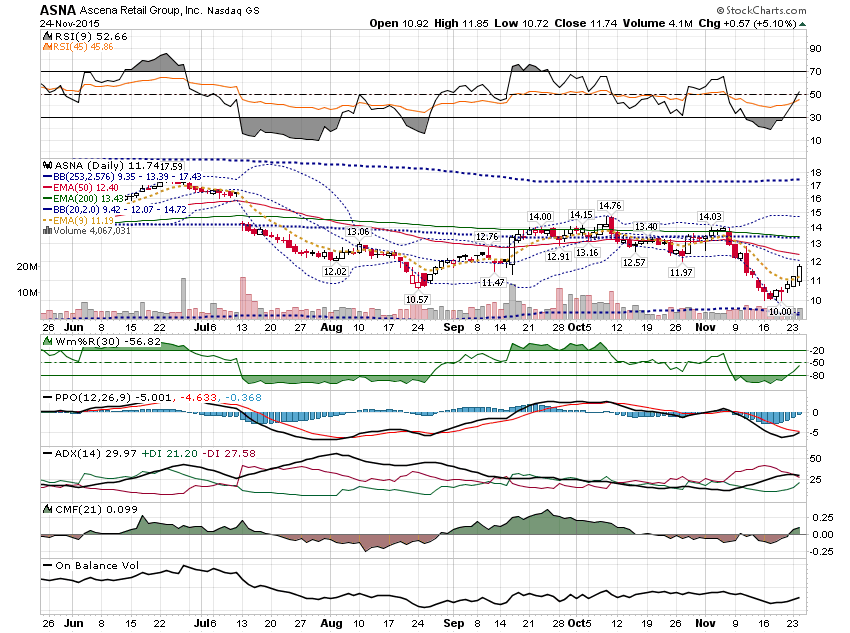 ASNA Ascena Retail Group, Inc. Nasdaq GS © StockCharts.com
24-Nov-2015 Open 10.92 High 11.85 Low 10.72 Close 11.74 Volume 4.1M Chg +0.57 (+5.10%)
RSI(9) 52.66
RSI(45) 45.86
90
70
50
30
10
ASNA (Daily) 11.74
17.59
BB(253,2.576) 9.35 - 13.39 - 17.43
EMA(50) 12.40
EMA(200) 13.43
BB(20,2.0) 9.42 - 12.07 - 14.72
EMA(9) 11.19
Volume 4,067,031
18
17
16
15
14
13
12
11
10
20M
10M
12.02
13.06
10.57
12.76
11.47
14.00
12.91
14.15
13.16
14.76
12.57
13.40
11.97
14.03
10.00
26 Jun 8 15 22 Jul 6 13 20 27 Aug 10 17 24 Sep 8 14 21 28 Oct 5 12 19 26 Nov 9 16 23
Wm%R(30) -56.82
-20
-50
-80
PPO(12,26,9) -5.001, -4.633, -0.368
0
-5
ADX(14) 29.97 +DI 21.20 -DI 27.58
50
25
CMF(21) 0.099
0.25
0.00
-0.25
On Balance Vol
26 Jun 8 15 22 Jul 6 13 20 27 Aug 10 17 24 Sep 8 14 21 28 Oct 5 12 19 26 Nov 9 16 23